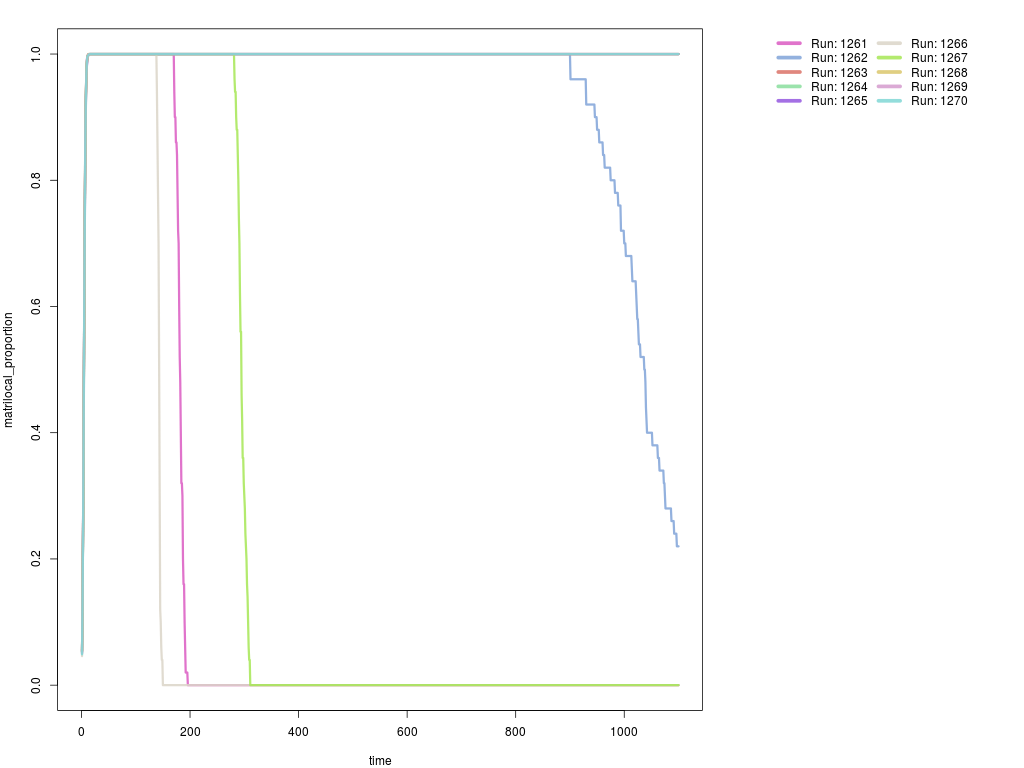 matrilocal_proportion
1.0
0.8
0.6
0.4
0.2
0.0
0 200 400 600 800 1000
time
Run: 1261 Run: 1266
Run: 1262 Run: 1267
Run: 1263 Run: 1268
Run: 1264 Run: 1269
Run: 1265 Run: 1270